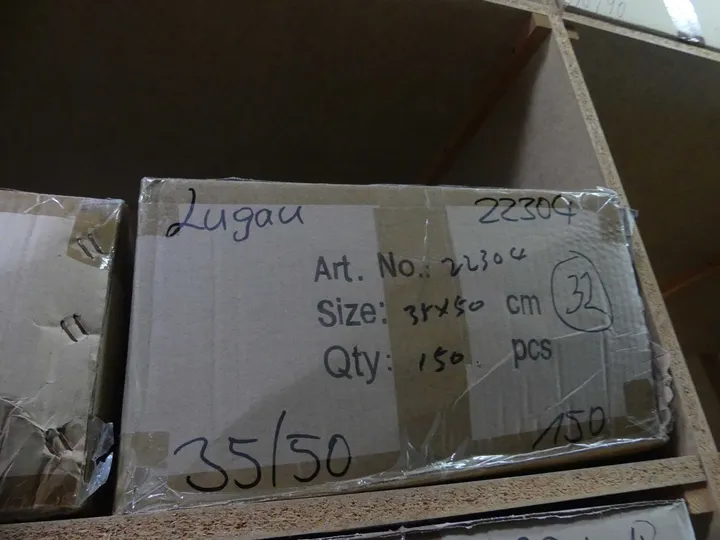 Lugau 22304
Art. No.: 22304
Size: 35x50 cm 32
Qty: 150. pcs
35/50 150